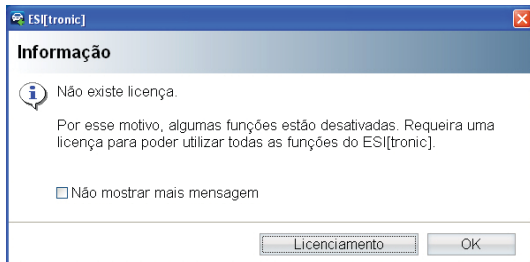 ESI[tronic]
Informação
Não existe licença.
Por esse motivo, algumas funções estão desativadas. Requeira uma
licença para poder utilizar todas as funções do ESI[tronic].
Não mostrar mais mensagem
Licenciamento
OK